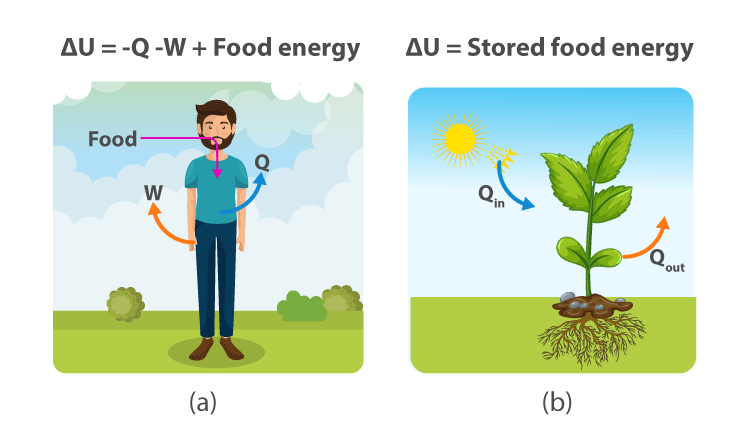 ΔU = -Q -W + Food energy
Food
Q
W
(a)
ΔU = Stored food energy
Qin
Qout
(b)